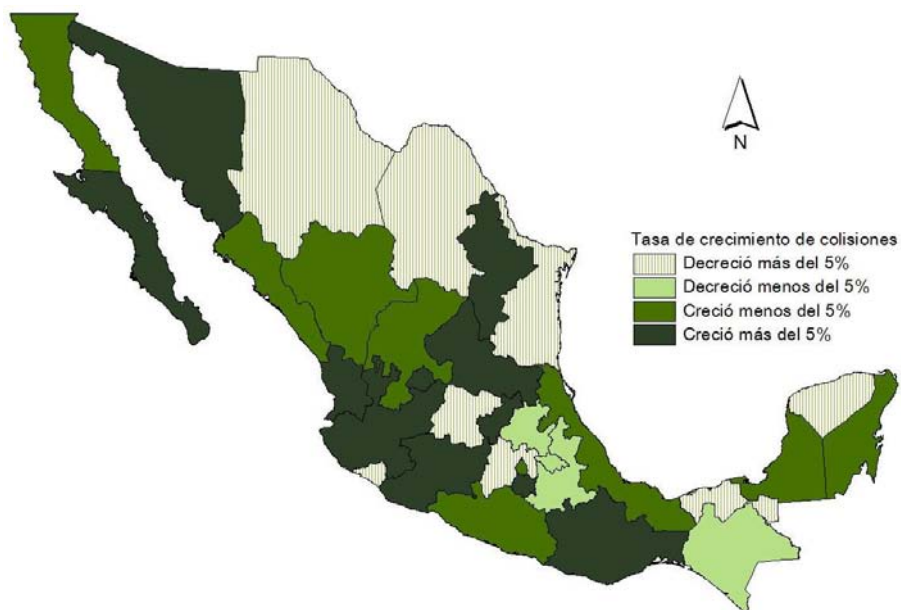 N
Tasa de crecimiento de colisiones
Decreció más del 5%
Decreció menos del 5%
Creció menos del 5%
Creció más del 5%